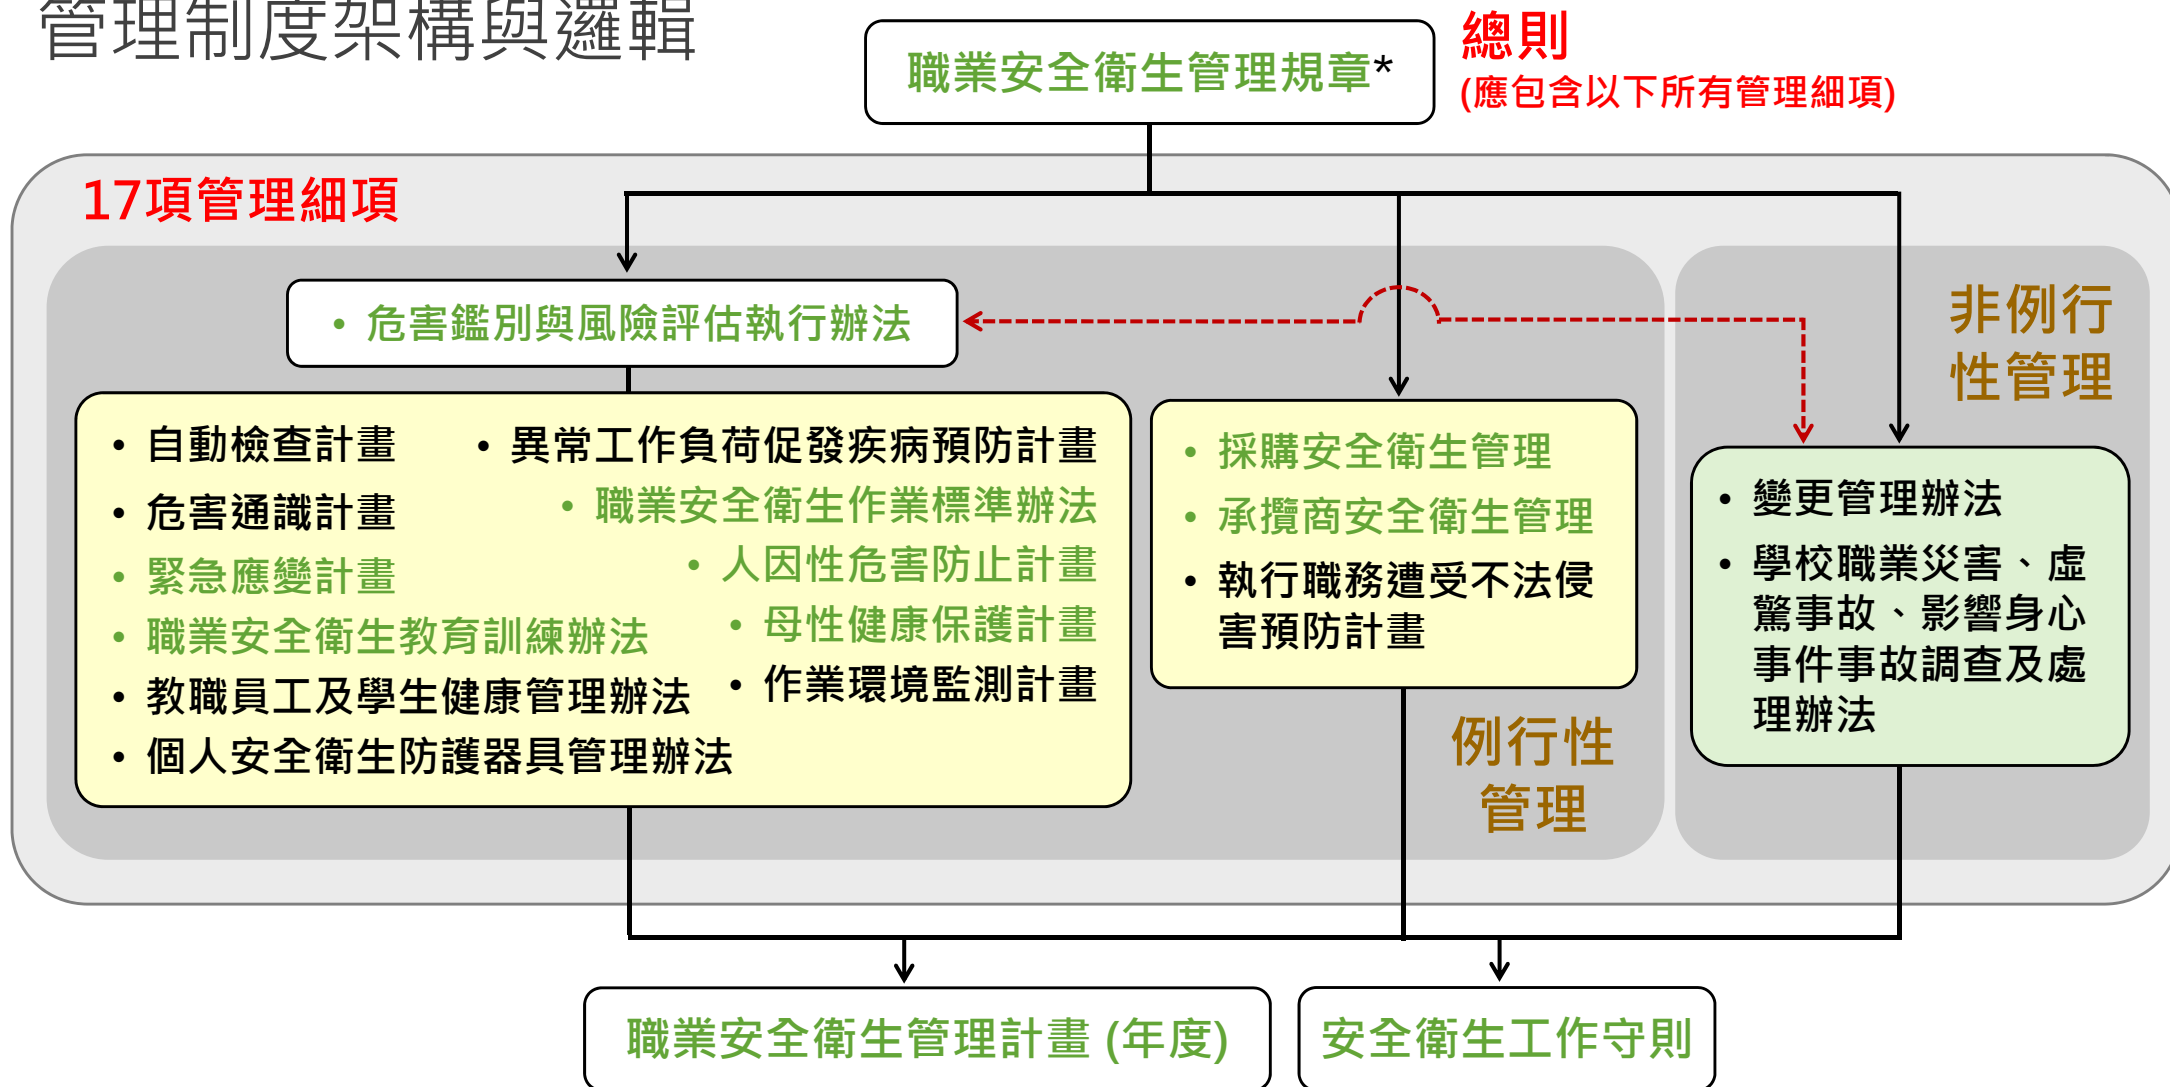 管理制度架構與邏輯
職業安全衛生管理規章*
總則
(應包含以下所有管理細項)
17項管理細項
• 危害鑑別與風險評估執行辦法
非例行
性管理
• 自動檢查計畫
• 危害通識計畫
• 緊急應變計畫
• 職業安全衛生教育訓練辦法
• 教職員工及學生健康管理辦法
• 個人安全衛生防護器具管理辦法
• 異常工作負荷促發疾病預防計畫
• 職業安全衛生作業標準辦法
• 人因性危害防止計畫
• 母性健康保護計畫
• 作業環境監測計畫
• 採購安全衛生管理
• 承攬商安全衛生管理
• 執行職務遭受不法侵
害預防計畫
例行性
管理
• 變更管理辦法
• 學校職業災害、虛
驚事故、影響身心
事件事故調查及處
理辦法
職業安全衛生管理計畫 (年度)
安全衛生工作守則